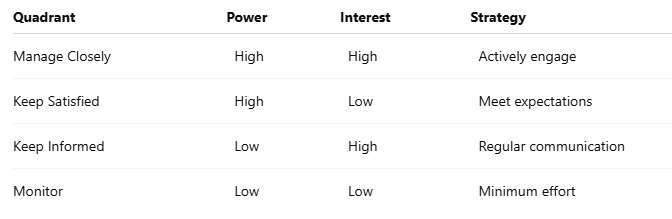 Quadrant Power Interest Strategy
Manage Closely High High Actively engage
Keep Satisfied High Low Meet expectations
Keep Informed Low High Regular communication
Monitor Low Low Minimum effort